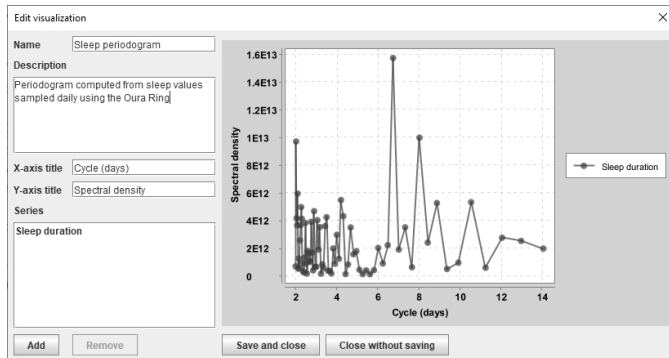 Edit visualization
Name
Sleep periodogram
Description
Periodogram computed from sleep values
sampled daily using the Oura Ring
X-axis title
Cycle (days)
Y-axis title
Spectral density
Series
Sleep duration
Add
Remove
1.6E13
1.4E13
1.2E13
1E13
8E12
6E12
4E12
2E12
0
Spectral density
2 4 6 8 10 12 14
Cycle (days)
Sleep duration
Save and close
Close without saving